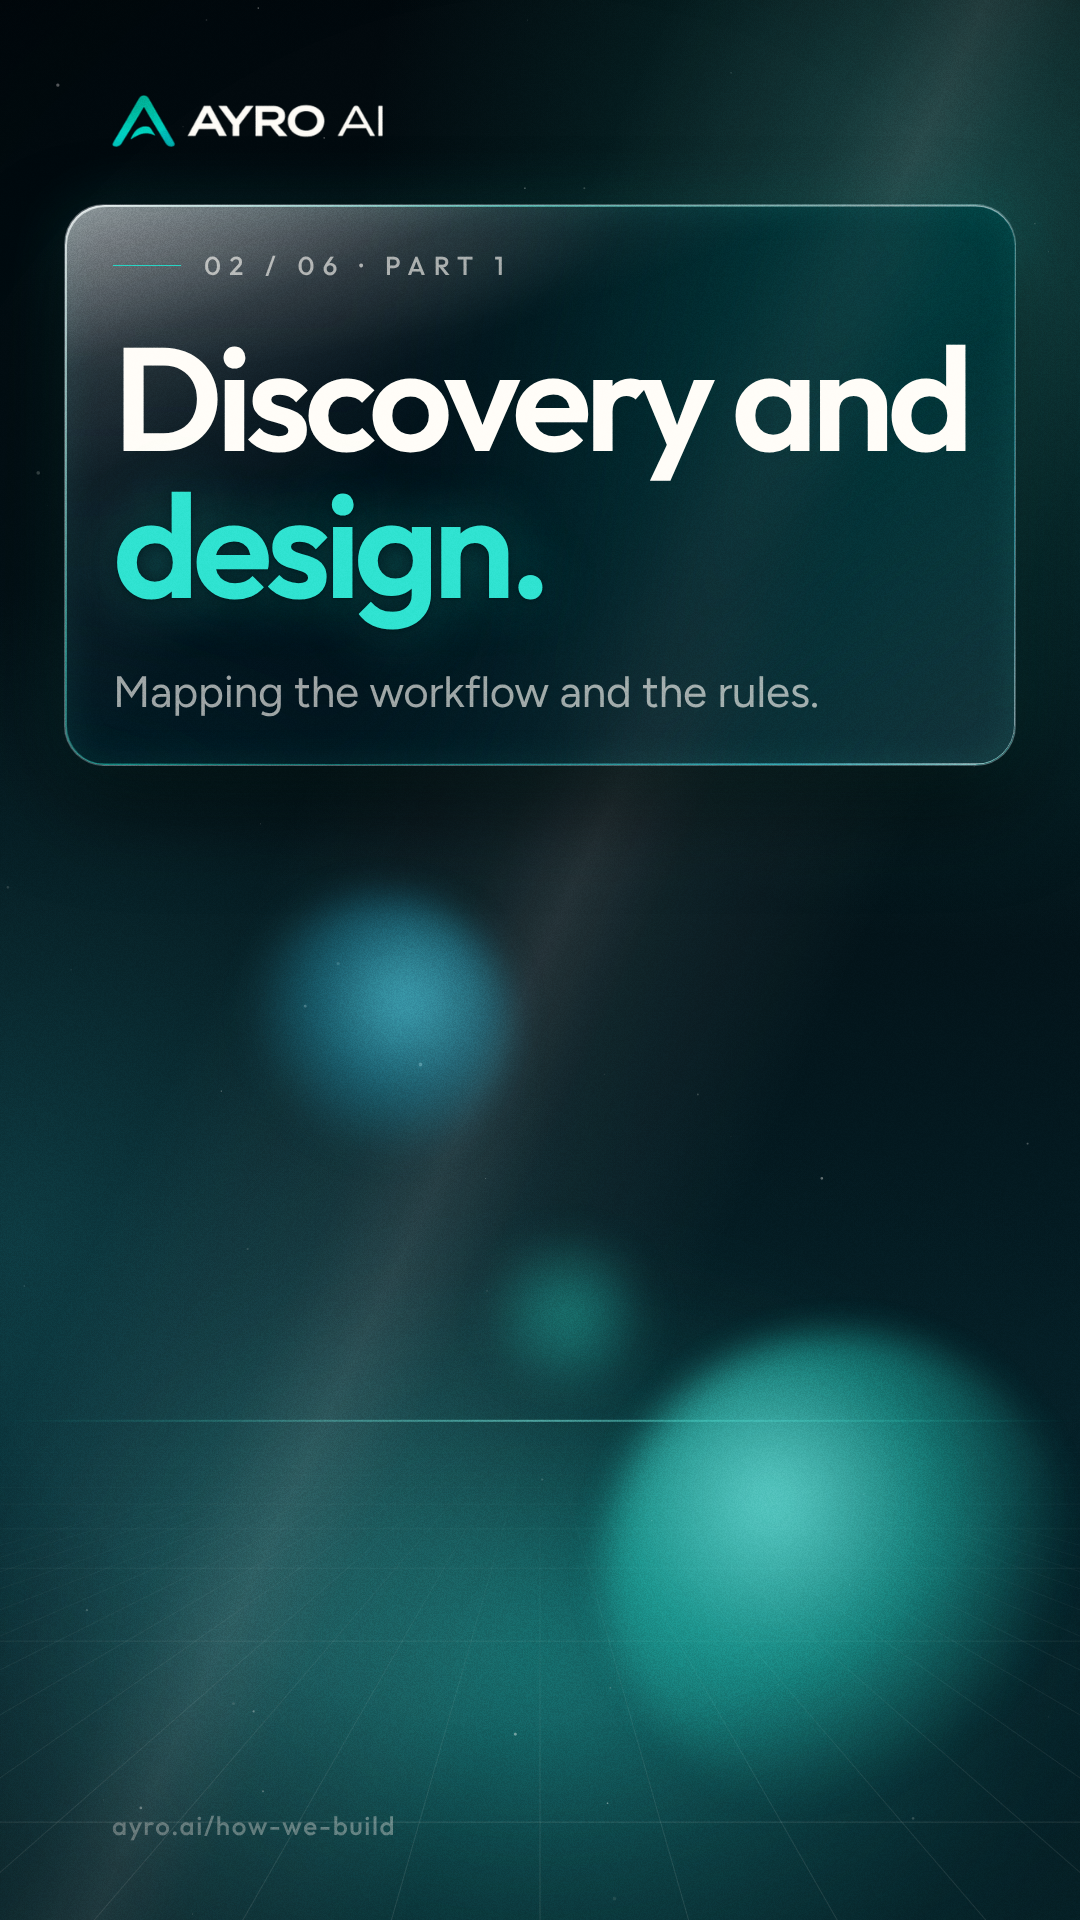 AYRO AI
02 / 06 · PART 1
Discovery and
design.
Mapping the workflow and the rules.
ayro.ai/how-we-build